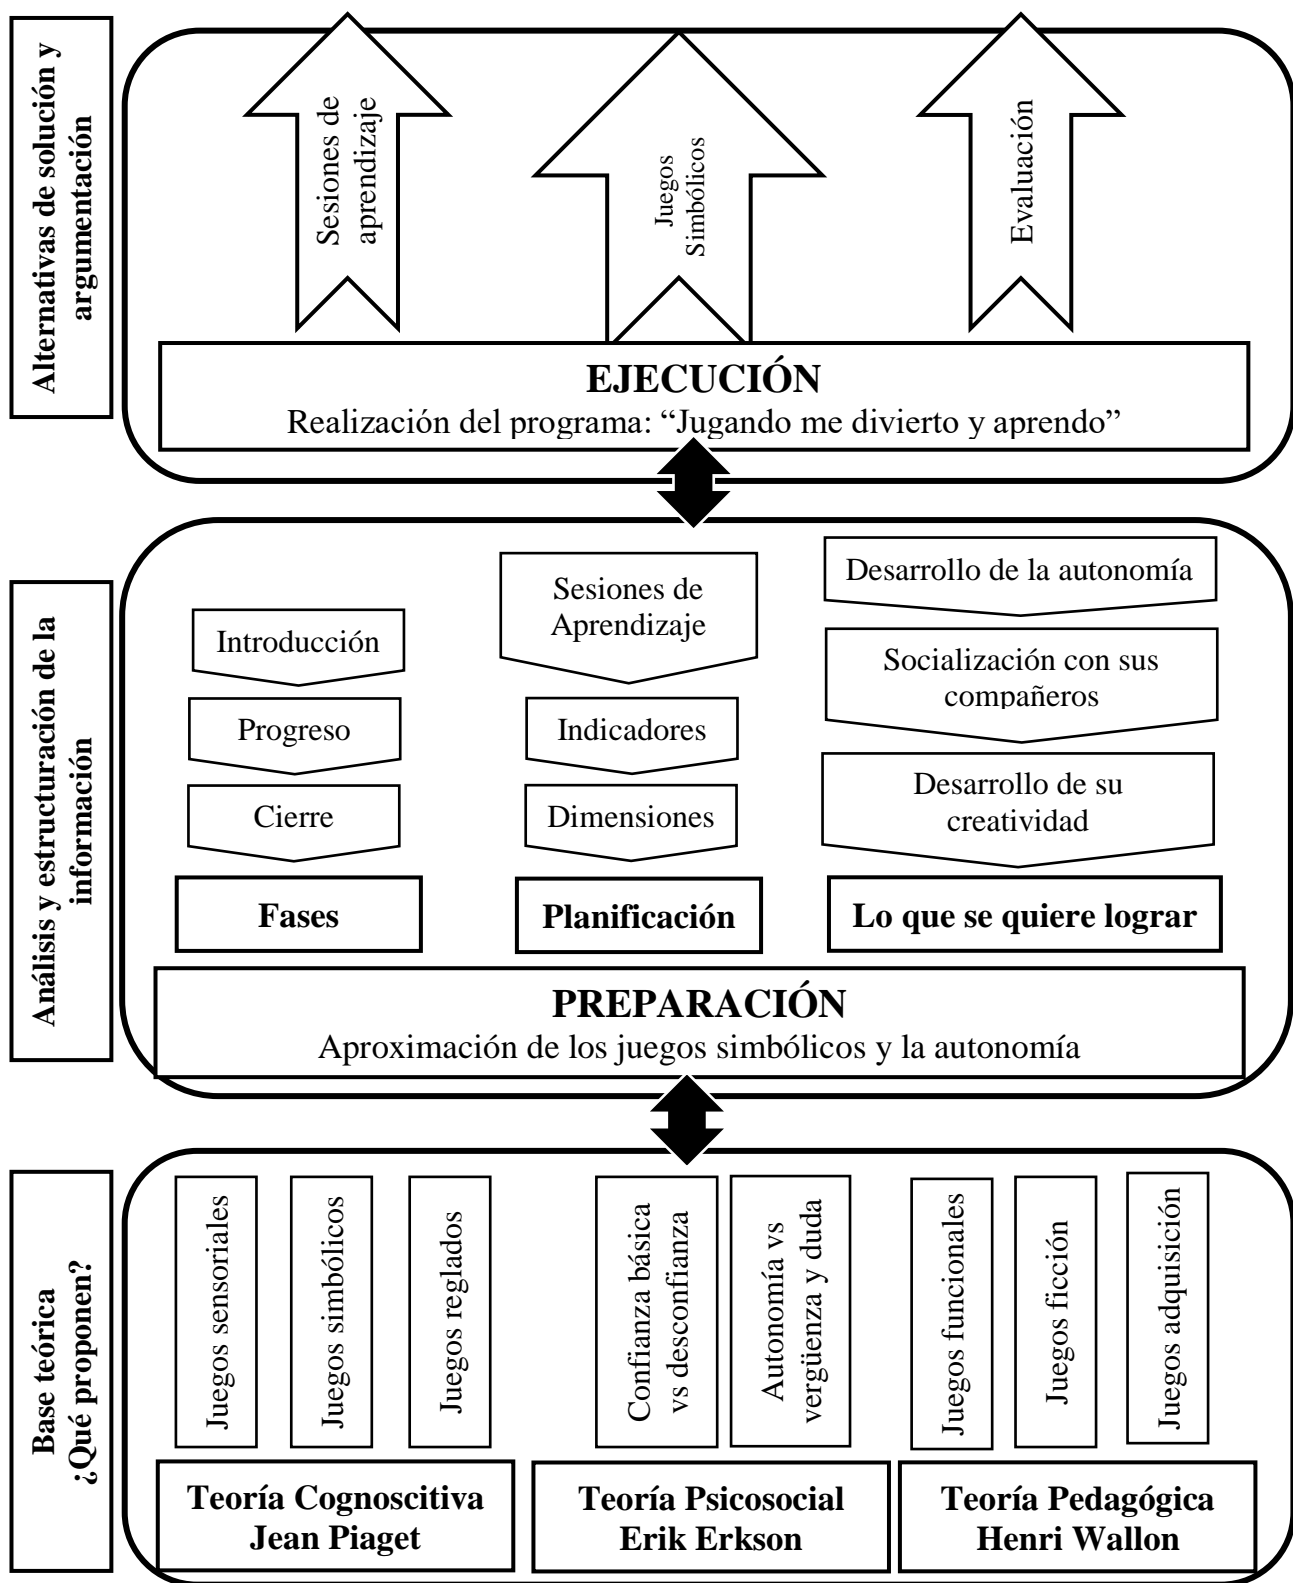 Alternativas de solución y
argumentación
Sesiones de
aprendizaje
Juegos
Simbólicos
Evaluación
EJECUCIÓN
Realización del programa: “Jugando me divierto y aprendo”
Análisis y estructuración de la
información
Introducción
Progreso
Cierre
Fases
Sesiones de
Aprendizaje
Indicadores
Dimensiones
Planificación
Desarrollo de la autonomía
Socialización con sus
compañeros
Desarrollo de su
creatividad
Lo que se quiere lograr
PREPARACIÓN
Aproximación de los juegos simbólicos y la autonomía
Base teórica
¿Qué proponen?
Juegos sensoriales
Juegos simbólicos
Juegos reglados
Teoría Cognoscitiva
Jean Piaget
Confianza básica
vs desconfianza
Autonomía vs
vergüenza y duda
Teoría Psicosocial
Erik Erkson
Juegos funcionales
Juegos ficción
Juegos adquisición
Teoría Pedagógica
Henri Wallon